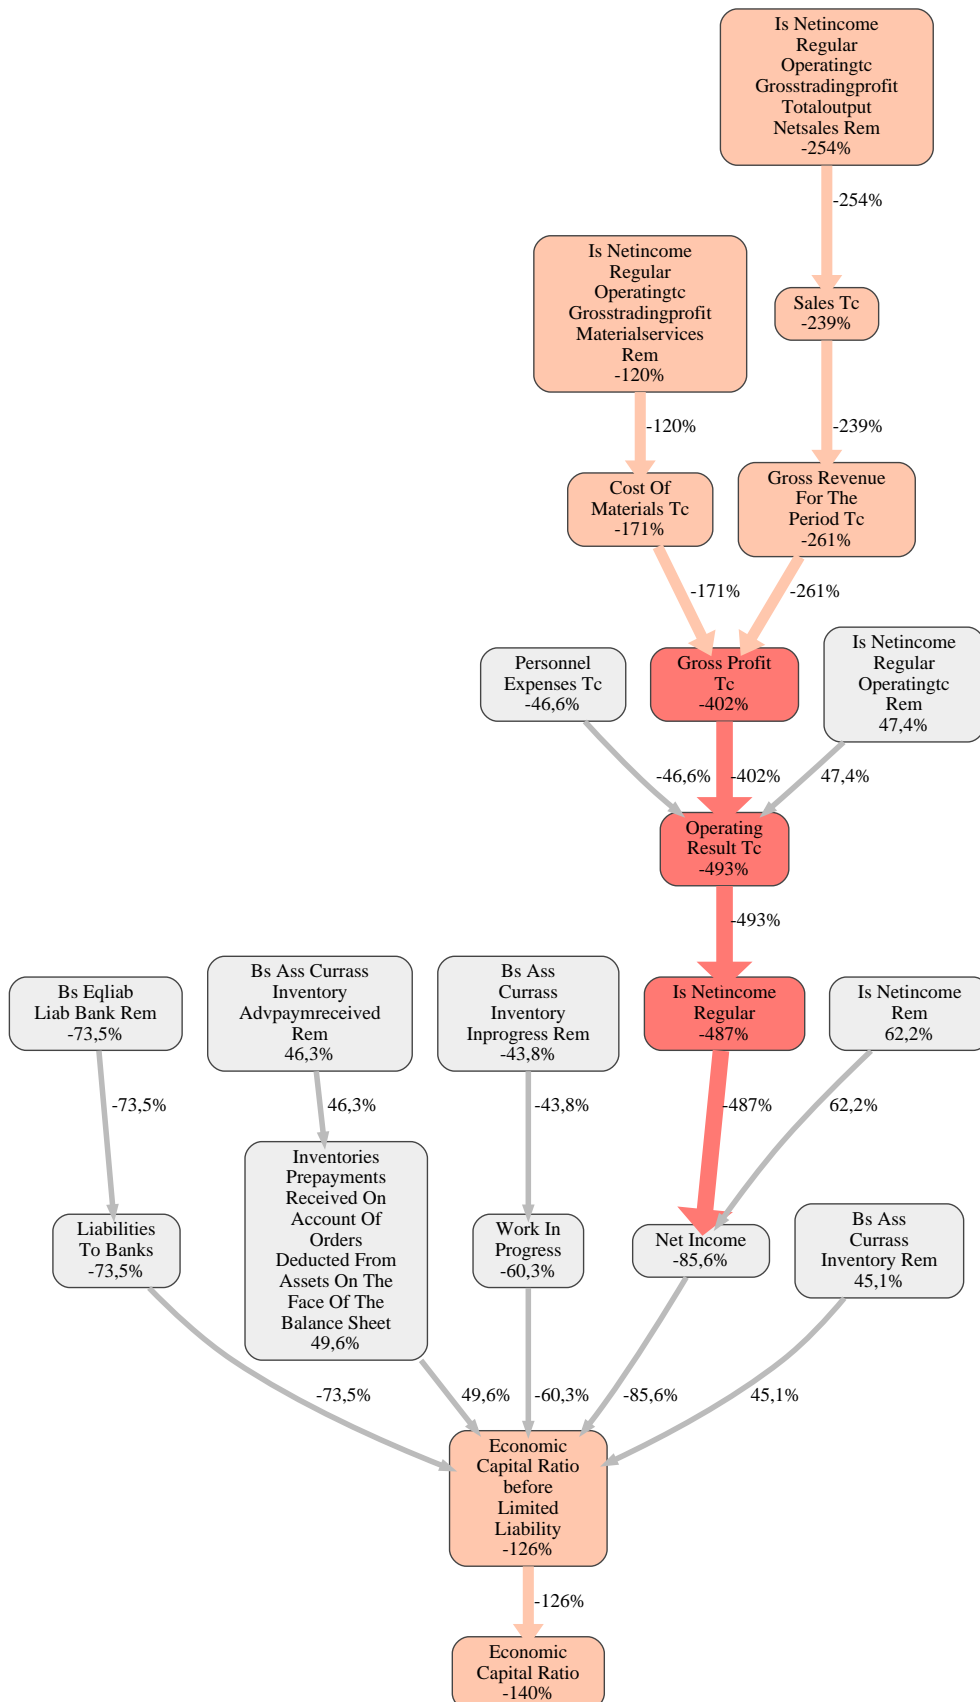 Is Netincome
Regular
Operatingtc
Grosstradingprofit
Totaloutput
Netsales Rem
-254%
-254%
Is Netincome
Regular
Operatingtc
Grosstradingprofit
Materialservices
Rem
-120%
Sales Tc
-239%
-120%
-239%
Cost Of
Materials Tc
-171%
Gross Revenue
For The
Period Tc
-261%
-171%
-261%
Personnel
Expenses Tc
-46,6%
Gross Profit
Tc
-402%
Is Netincome
Regular
Operatingtc
Rem
47,4%
-46,6%
-402%
47,4%
Operating
Result Tc
-493%
-493%
Bs Eqliab
Liab Bank Rem
-73,5%
Bs Ass Currass
Inventory
Advpaymreceived
Rem
46,3%
Bs Ass
Currass
Inventory
Inprogress Rem
-43,8%
Is Netincome
Regular
-487%
Is Netincome
Rem
62,2%
-73,5%
46,3%
-43,8%
-487%
62,2%
Liabilities
To Banks
-73,5%
Inventories
Prepayments
Received On
Account Of
Orders
Deducted From
Assets On The
Face Of The
Balance Sheet
49,6%
Work In
Progress
-60,3%
Net Income
-85,6%
Bs Ass
Currass
Inventory Rem
45,1%
-73,5%
49,6%
-60,3%
-85,6%
45,1%
Economic
Capital Ratio
before
Limited
Liability
-126%
-126%
Economic
Capital Ratio
-140%